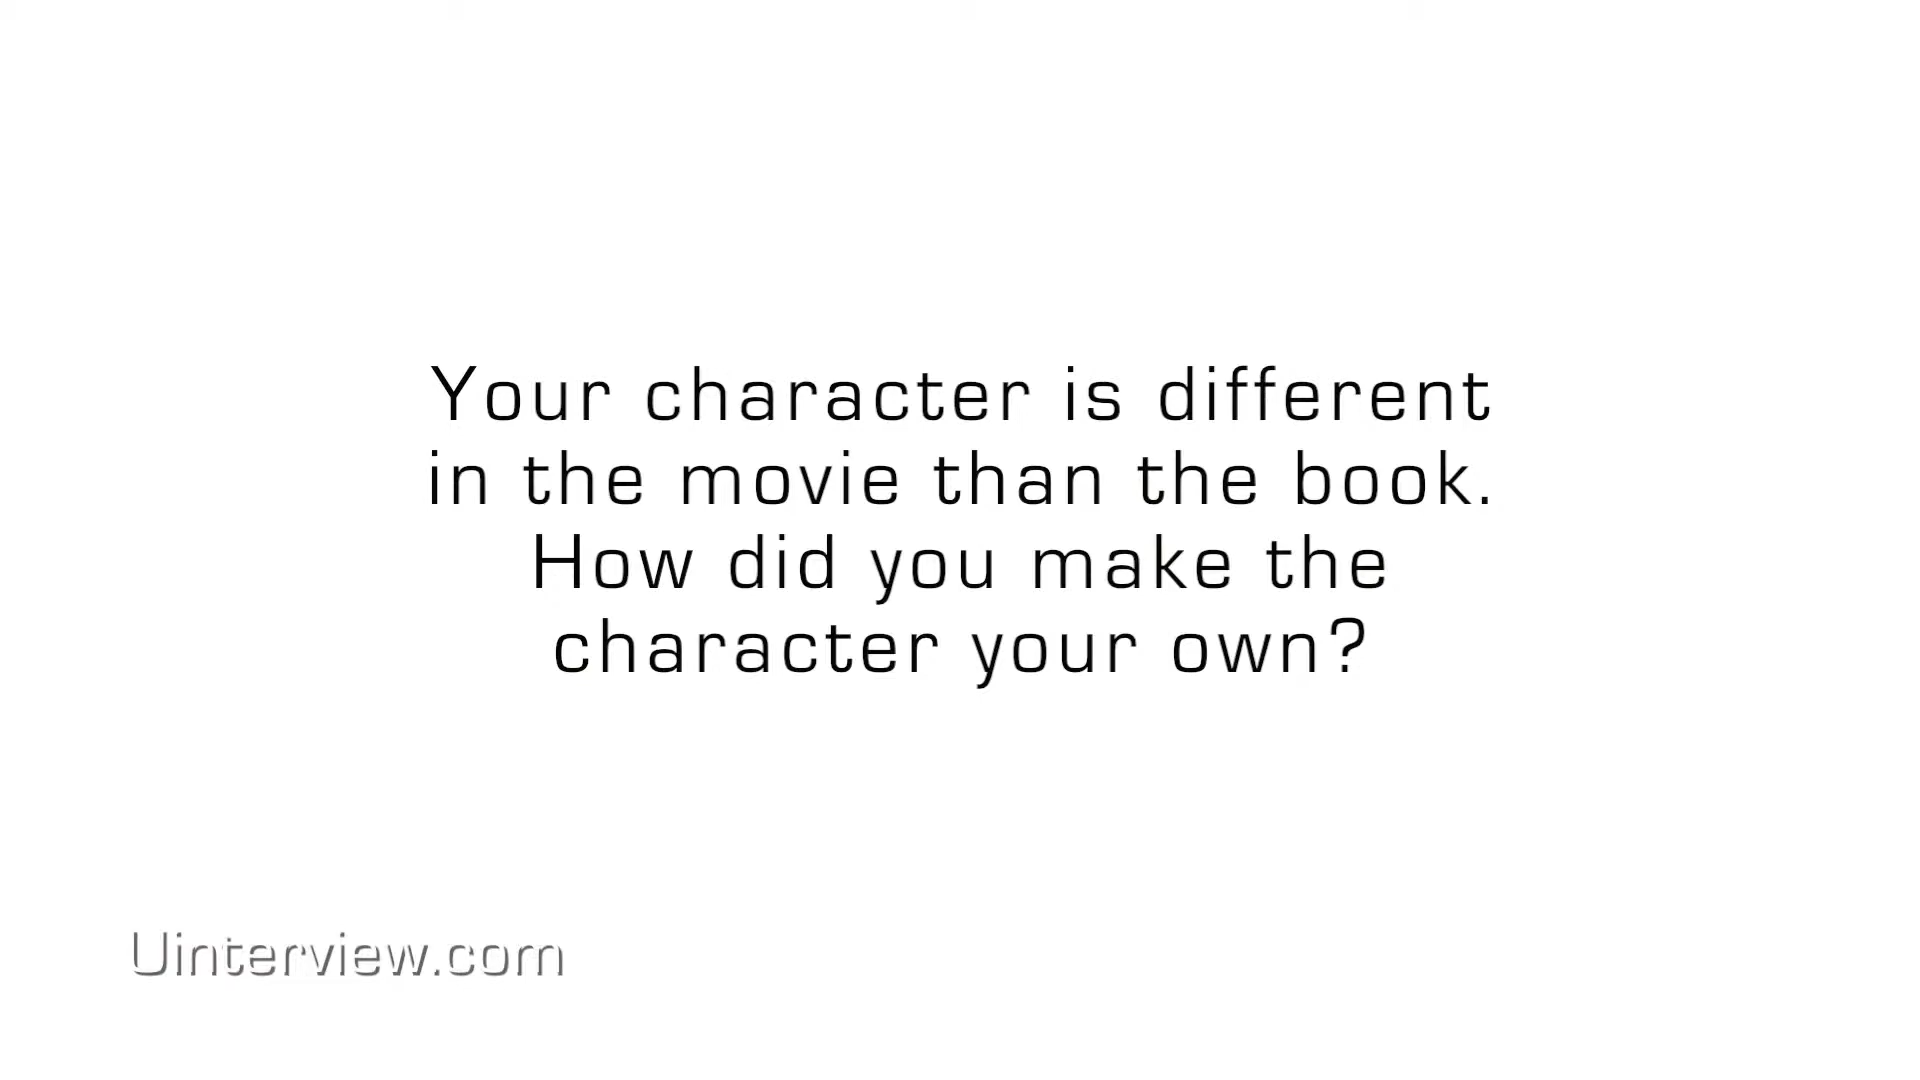 Your character is different
in the movie than the book.
How did you make the
character your own?
Uinterview.com